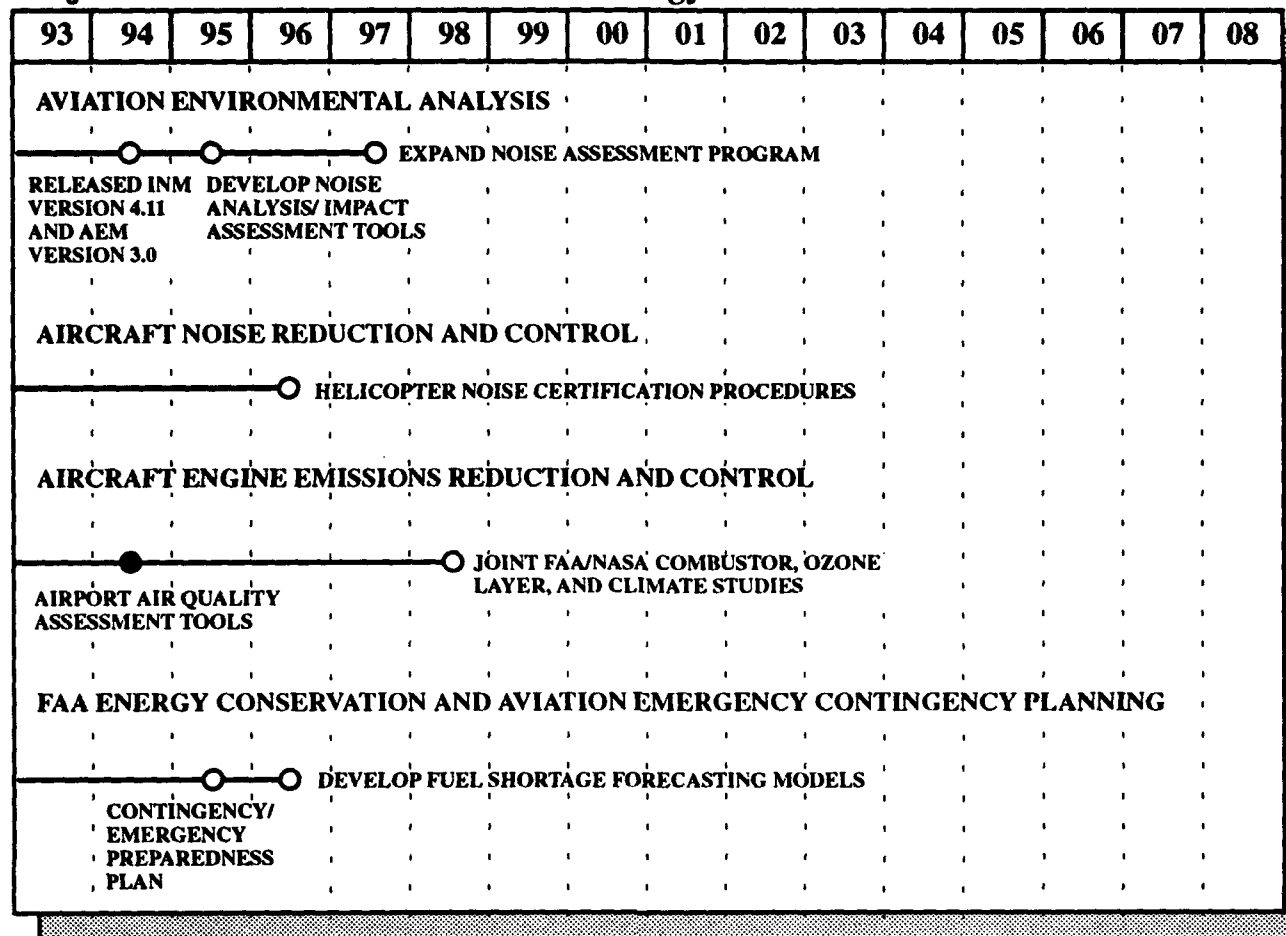 93 94 95 96 97 98 99 00 01 02 03 04 05 06 07 08
AVIATION ENVIRONMENTAL ANALYSIS
EXPAND NOISE ASSESSMENT PROGRAM
RELEASED INM
VERSION 4.11
AND AEM
VERSION 3.0
DEVELOP NOISE
ANALYSIS/ IMPACT
ASSESSMENT TOOLS
AIRCRAFT NOISE REDUCTION AND CONTROL
HELICOPTER NOISE CERTIFICATION PROCEDURES
AIRCRAFT ENGINE EMISSIONS REDUCTION AND CONTROL
JOINT FAA/NASA COMBUSTOR, OZONE
LAYER, AND CLIMATE STUDIES
AIRPORT AIR QUALITY
ASSESSMENT TOOLS
FAA ENERGY CONSERVATION AND AVIATION EMERGENCY CONTINGENCY PLANNING
DEVELOP FUEL SHORTAGE FORECASTING MODELS
CONTINGENCY/
EMERGENCY
PREPAREDNESS
PLAN